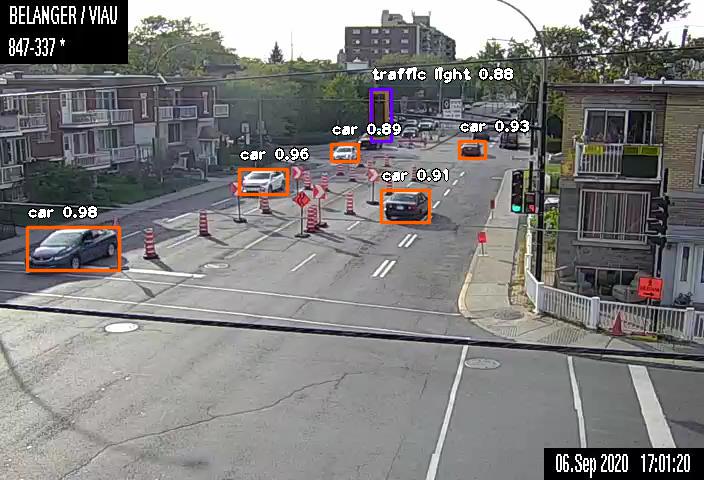 BELANGER / VIAU
847-337 *
traffic light 0.88
car 0.89
car 0.93
car 0.96
car 0.91
car 0.98
06.Sep 2020 17:01:20